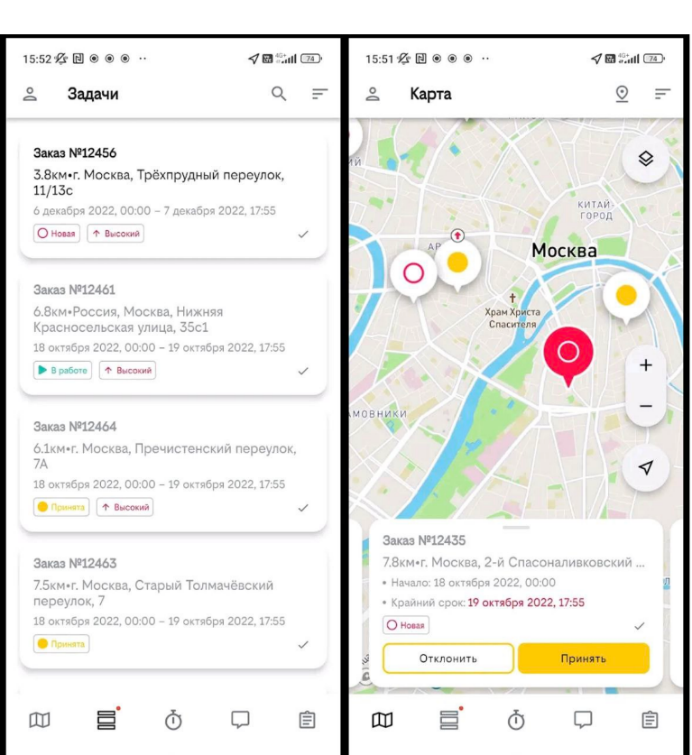 15:52
4G+
74
Задачи
Заказ №12456
3.8км•г. Москва, Трёхпрудный переулок,
11/13с
6 декабря 2022, 00:00 – 7 декабря 2022, 17:55
Новая
Высокий
Заказ №12461
6.8км•Россия, Москва, Нижняя
Красносельская улица, 35с1
18 октября 2022, 00:00 – 19 октября 2022, 17:55
В работе
Высокий
Заказ №12464
6.1км•г. Москва, Пречистенский переулок,
7А
18 октября 2022, 00:00 – 19 октября 2022, 17:55
Принята
Высокий
Заказ №12463
7.5км•г. Москва, Старый Толмачёвский
переулок, 7
18 октября 2022, 00:00 – 19 октября 2022, 17:55
Принята
15:51
4G+
74
Карта
КИТАЙ-
ГОРОД
АР
Москва
Храм Христа
Спасителя
МОВНИКИ
Заказ №12435
7.8км•г. Москва, 2-й Спасоналивковский ...
• Начало: 18 октября 2022, 00:00
• Крайний срок: 19 октября 2022, 17:55
Новая
Отклонить
Принять